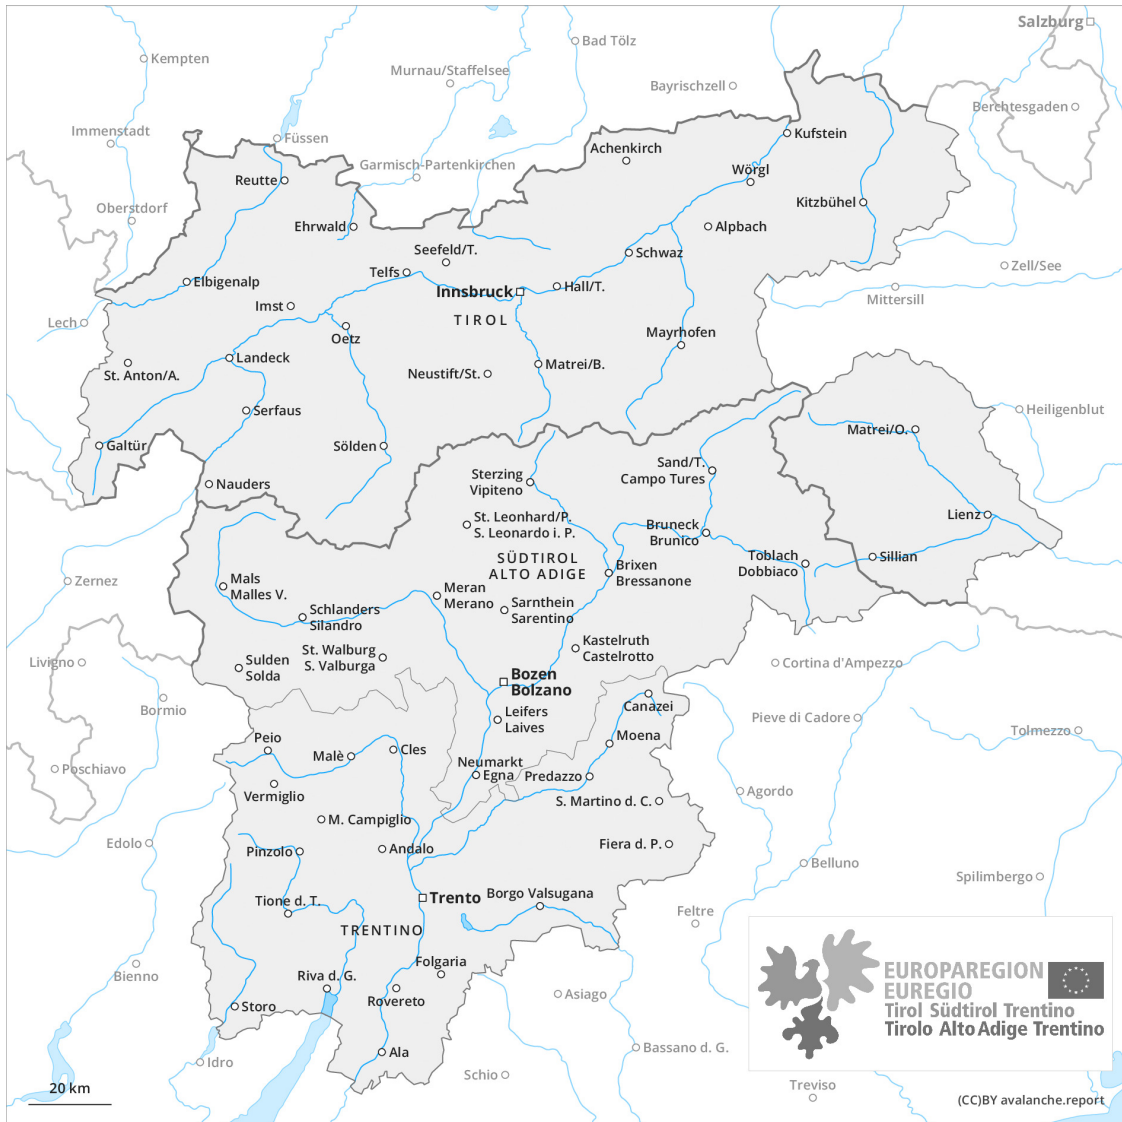 Salzburg
Bad Tölz
Kempten
Murnau/Staffelsee
Bayrischzell
Berchtesgaden
Immenstadt
Füssen
Kufstein
Achenkirch
Garmisch-Partenkirchen
Wörgl
Reutte
Kitzbühel
Oberstdorf
Ehrwald
Alpbach
Seefeld/T.
Schwaz
Zell/See
Telfs
Elbigenalp
Innsbruck
Hall/T.
Mittersill
Imst
TIROL
Lech
Oetz
Mayrhofen
Landeck
Matrei/B.
St. Anton/A.
Neustift/St.
Serfaus
Heiligenblut
Matrei/O.
Galtür
Sölden
Sand/T.
Campo Tures
Sterzing
Vipiteno
Nauders
St. Leonhard/P.
S. Leonardo i. P.
Lienz
Bruneck
Brunico
SÜDTIROL
ALTO ADIGE
Toblach
Dobbiaco
Sillian
Brixen
Bressanone
Zernez
Mals
Malles V.
Meran
Merano
Sarnthein
Sarentino
Schlanders
Silandro
Kastelruth
Castelrotto
St. Walburg
S. Valburga
Livigno
Sulden
Solda
Cortina d'Ampezzo
Bozen
Bolzano
Bormio
Canazei
Leifers
Laives
Pieve di Cadore
Tolmezzo
Peio
Malè
Cles
Moena
Poschiavo
Neumarkt
Egna
Predazzo
Vermiglio
Agordo
S. Martino d. C.
M. Campiglio
Edolo
Pinzolo
Andalo
Fiera d. P.
Belluno
Spilimbergo
Tione d. T.
Trento
Borgo Valsugana
Feltre
TRENTINO
Folgaria
Bienno
Riva d. G.
Rovereto
Asiago
Storo
EUROPAREGION
EUREGIO
Tirol Südtirol Trentino
Tirolo Alto Adige Trentino
Idro
Ala
Bassano d. G.
Schio
Treviso
20 km
(CC)BY avalanche.report